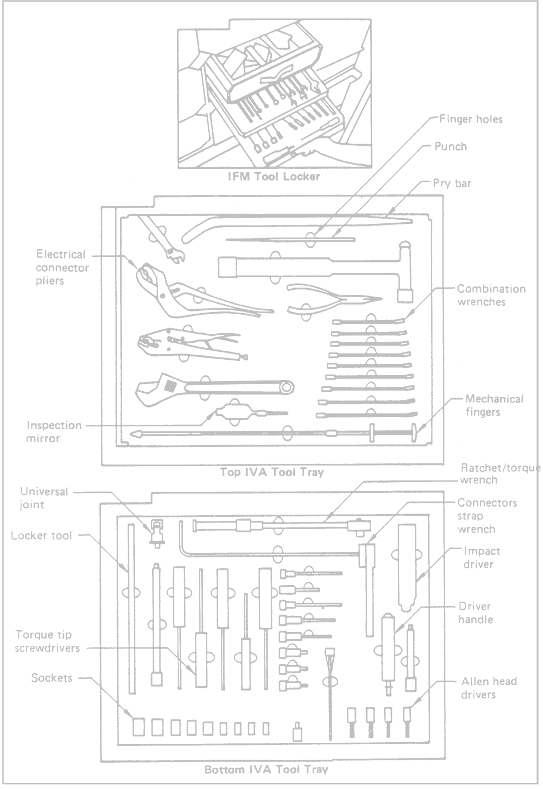 IFM Tool Locker
Finger holes
Punch
Pry bar
Electrical
connector
pliers
Combination
wrenches
Mechanical
fingers
Inspection
mirror
Top IVA Tool Tray
Ratchet/torque
wrench
Universal
joint
Connectors
strap
wrench
Locker tool
Impact
driver
Driver
handle
Torque tip
screwdrivers
Sockets
Allen head
drivers
Bottom IVA Tool Tray